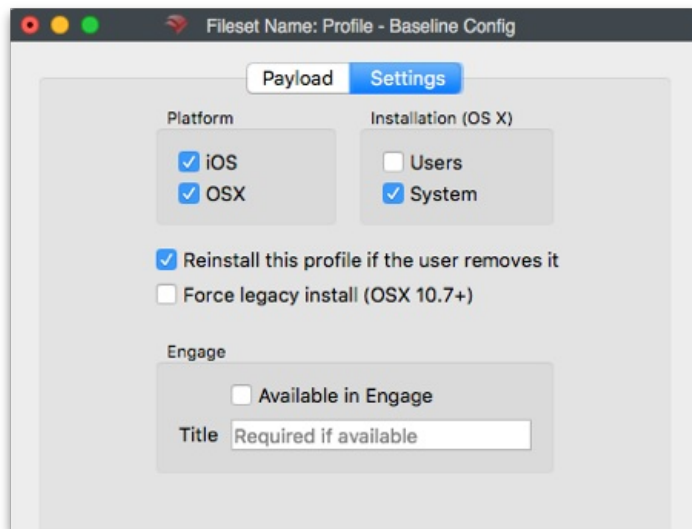 Fileset Name: Profile - Baseline Config
Payload Settings
Platform
iOS
OSX
Installation (OS X)
Users
System
Reinstall this profile if the user removes it
Force legacy install (OSX 10.7+)
Engage
Available in Engage
Title Required if available